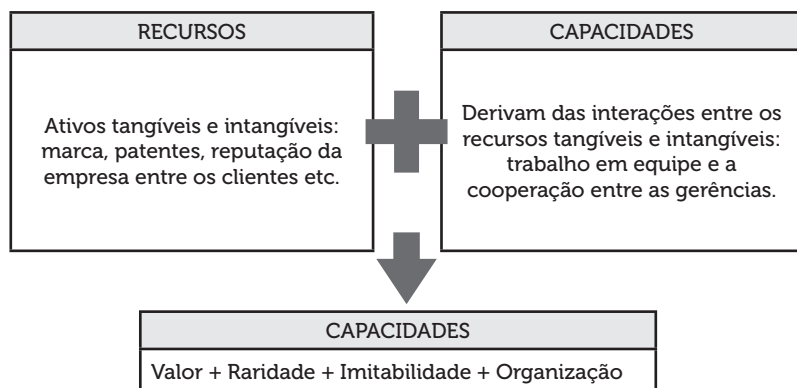 RECURSOS
Ativos tangíveis e intangíveis:
marca, patentes, reputação da
empresa entre os clientes etc.
CAPACIDADES
Derivam das interações entre os
recursos tangíveis e intangíveis:
trabalho em equipe e a
cooperação entre as gerências.
CAPACIDADES
Valor + Raridade + Imitabilidade + Organização